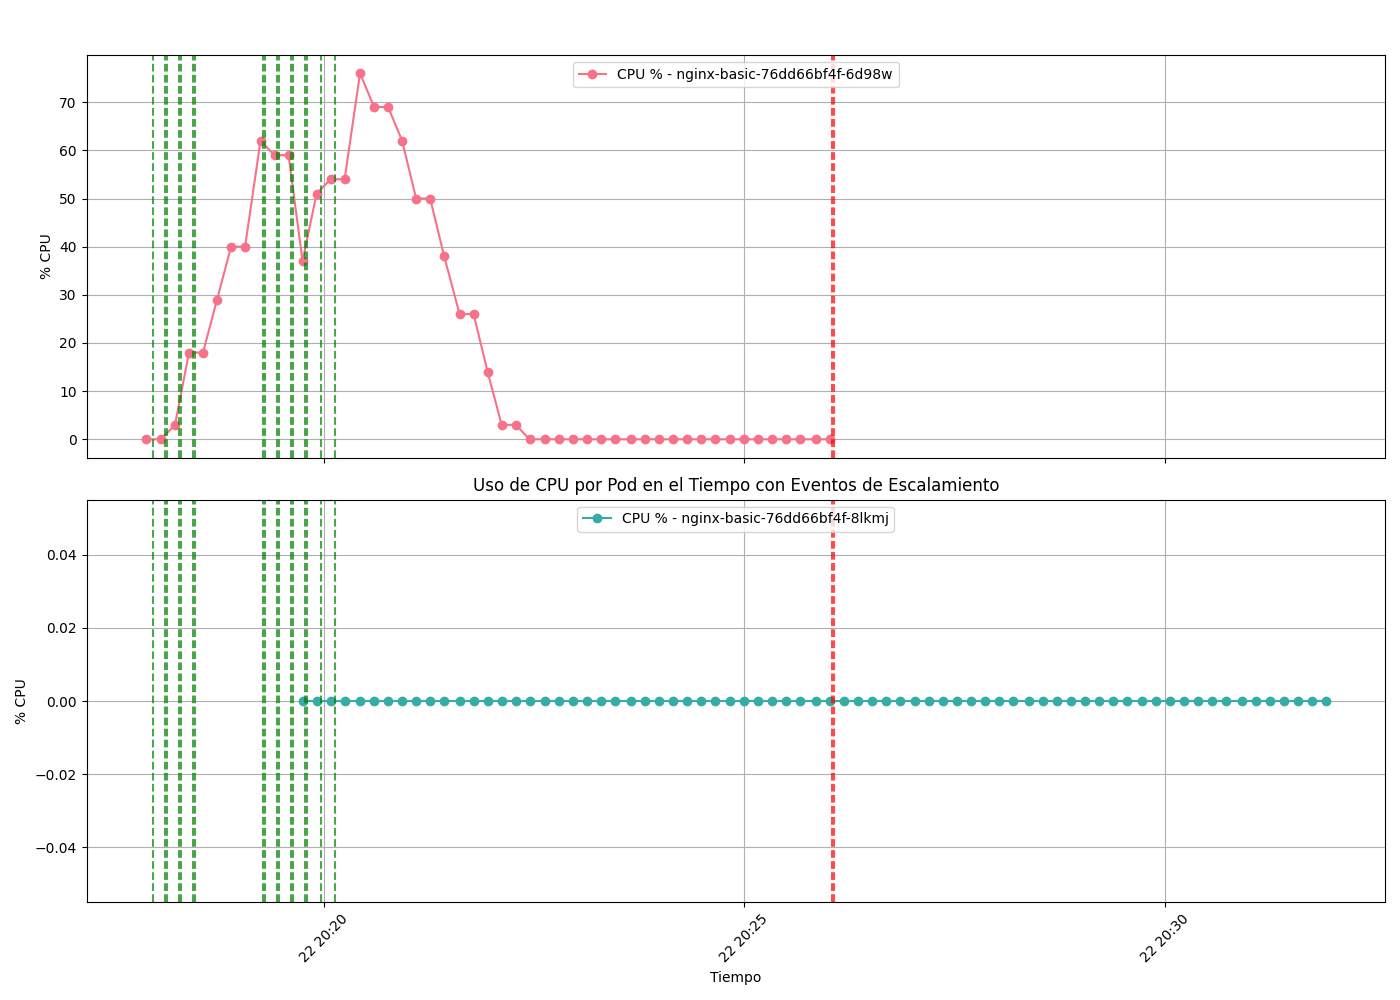 CPU % - nginx-basic-76dd66bf4f-6d98w
70
60
50
40
30
20
10
0
% CPU
Uso de CPU por Pod en el Tiempo con Eventos de Escalamiento
CPU % - nginx-basic-76dd66bf4f-8lkmj
0.04
0.02
0.00
−0.02
−0.04
% CPU
22 20:20
22 20:25
22 20:30
Tiempo